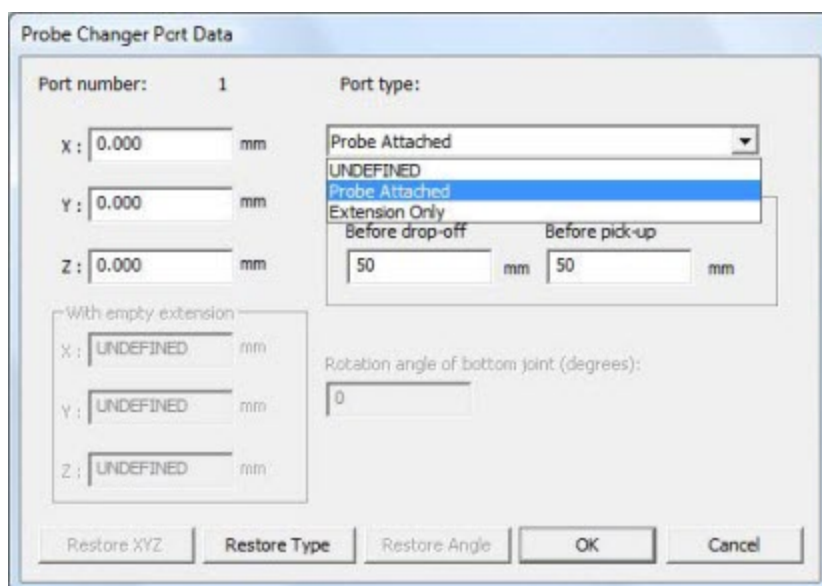 Probe Changer Port Data
Port number: 1 Port type:
X : 0.000 mm Probe Attached
UNDEFINED
Probe Attached
Y : 0.000 mm
Extension Only
Before drop-off Before pick-up
Z : 0.000 mm 50 mm 50 mm
With empty extension
X : UNDEFINED mm
Rotation angle of bottom joint (degrees):
Y : UNDEFINED mm 0
Z : UNDEFINED mm
Restore XYZ Restore Type Restore Angle OK Cancel